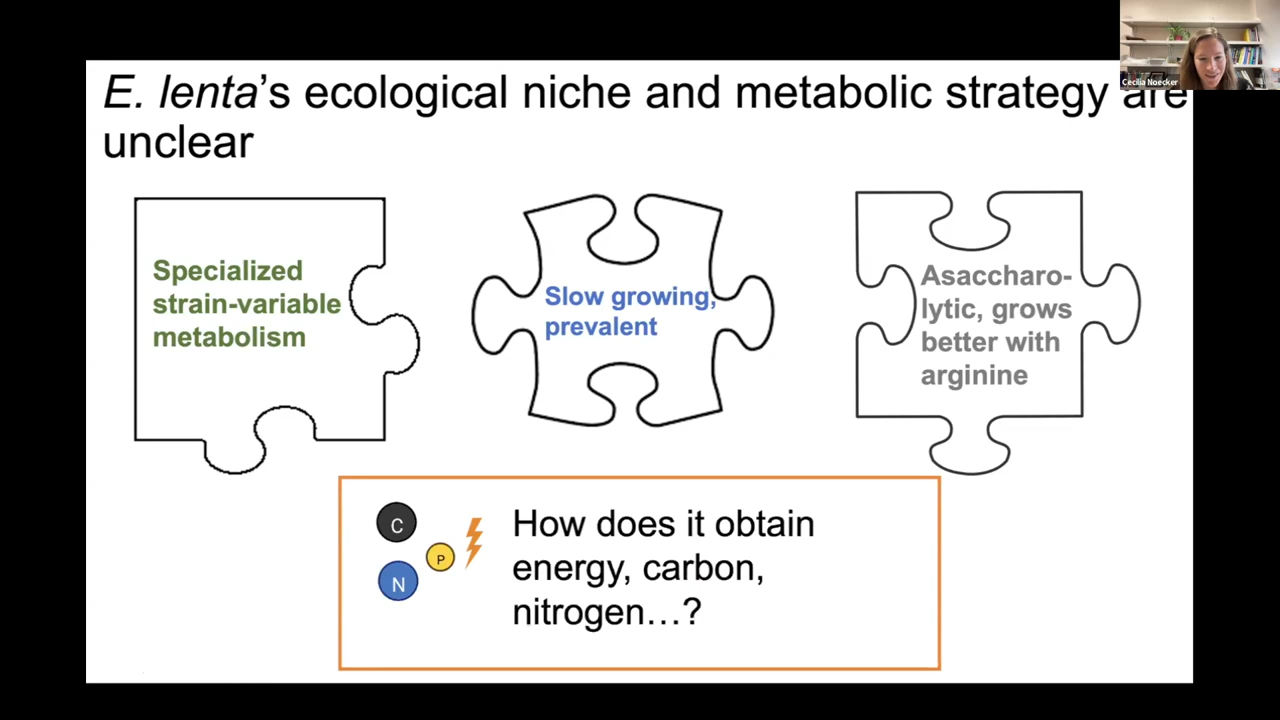 Cecilia Noecker
E. lenta's ecological niche and metabolic strategy are
unclear
Specialized
strain-variable
metabolism
Slow growing,
prevalent
Asaccharo-
lytic, grows
better with
arginine
C
P
N
How does it obtain
energy, carbon,
nitrogen…?